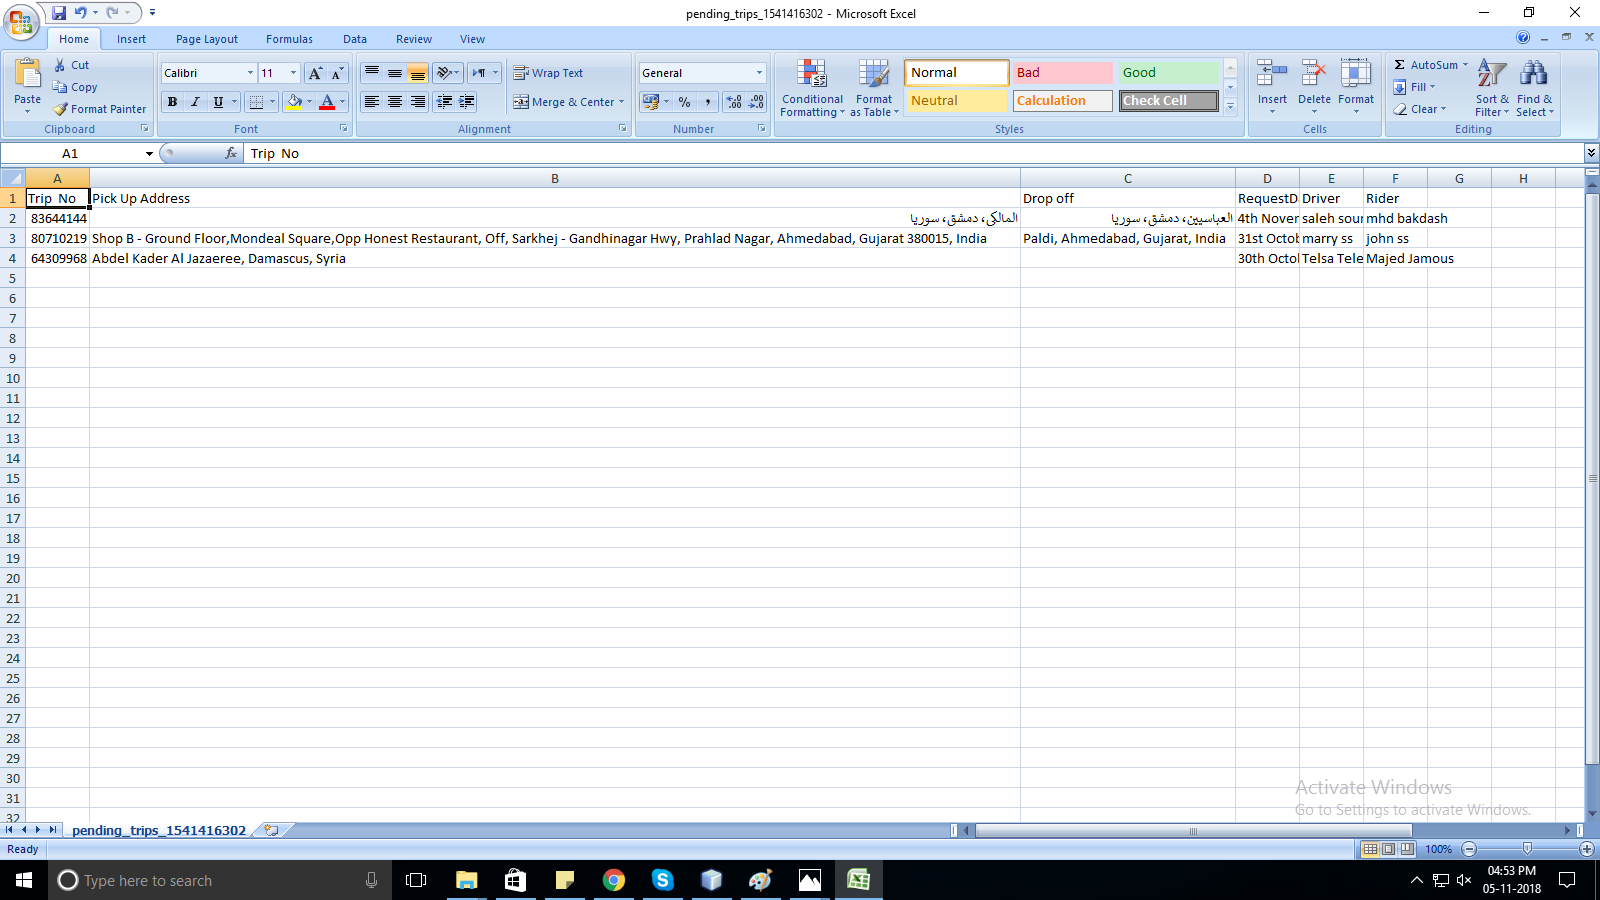 pending_trips_1541416302 - Microsoft Excel
Home Insert Page Layout Formulas Data Review View
Paste
Cut
Copy
Format Painter
Clipboard
Calibri 11
B I U
Font
Wrap Text
Merge & Center
Alignment
General
% ,
Number
Conditional Formatting
Format as Table
Normal Bad Good
Neutral Calculation Check Cell
Styles
Insert Delete Format
Cells
AutoSum
Fill
Clear
Sort & Filter
Find & Select
Editing
A1 fx Trip No
A B C D E F G H
1 Trip No Pick Up Address Drop off RequestD Driver Rider
2 83644144 المالكي، دمشق، سوريا العباسيين، دمشق، سوريا 4th Nover saleh sour mhd bakdash
3 80710219 Shop B - Ground Floor,Mondeal Square,Opp Honest Restaurant, Off, Sarkhej - Gandhinagar Hwy, Prahlad Nagar, Ahmedabad, Gujarat 380015, India Paldi, Ahmedabad, Gujarat, India 31st Octob marry ss john ss
4 64309968 Abdel Kader Al Jazaeree, Damascus, Syria 30th Octol Telsa Tele Majed Jamous
5
6
7
8
9
10
11
12
13
14
15
16
17
18
19
20
21
22
23
24
25
26
27
28
29
30
31
32
Activate Windows
Go to Settings to activate Windows.
pending_trips_1541416302
Ready 100%
Type here to search
04:53 PM
05-11-2018